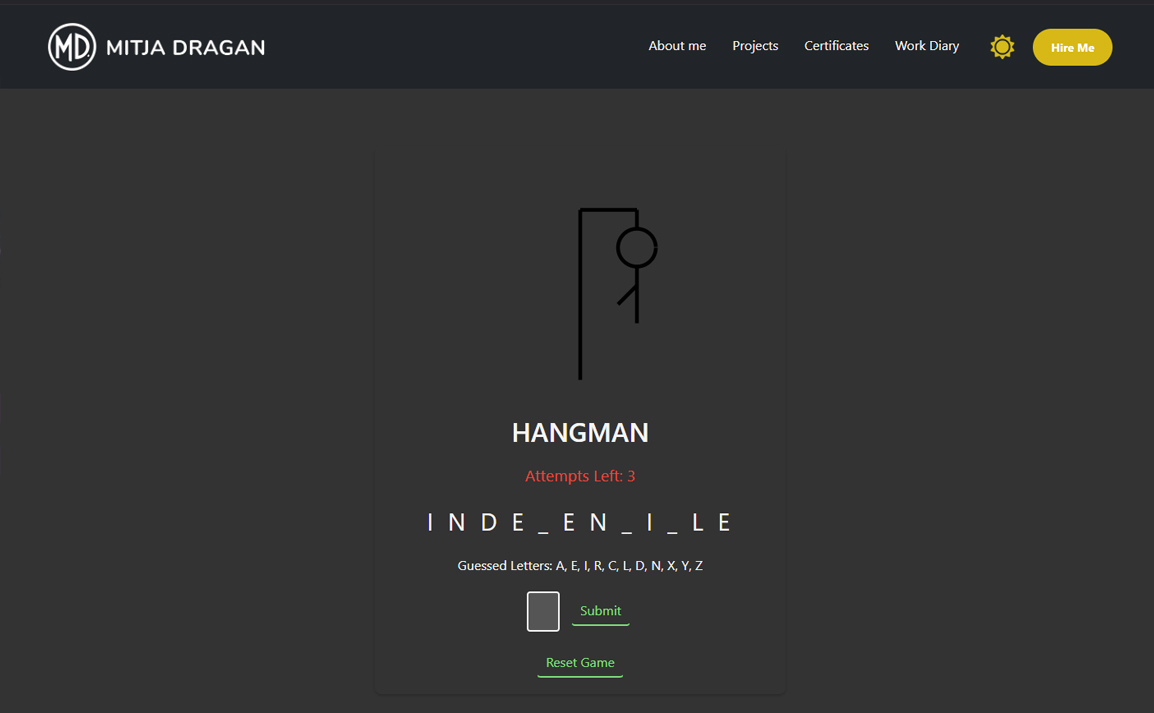 MD. MITJA DRAGAN About me Projects Certificates Work Diary Hire Me
HANGMAN
Attempts Left: 3
I N D E _ E N _ I _ L E
Guessed Letters: A, E, I, R, C, L, D, N, X, Y, Z
Submit
Reset Game